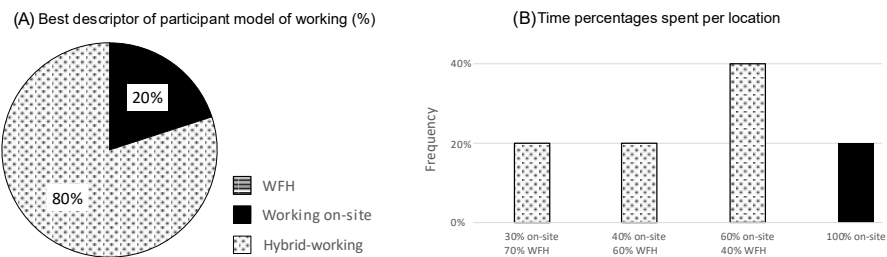 (A) Best descriptor of participant model of working (%)
20%
80%
WFH
Working on-site
Hybrid-working
(B) Time percentages spent per location
Frequency
40%
20%
0%
30% on-site
70% WFH
40% on-site
60% WFH
60% on-site
40% WFH
100% on-site